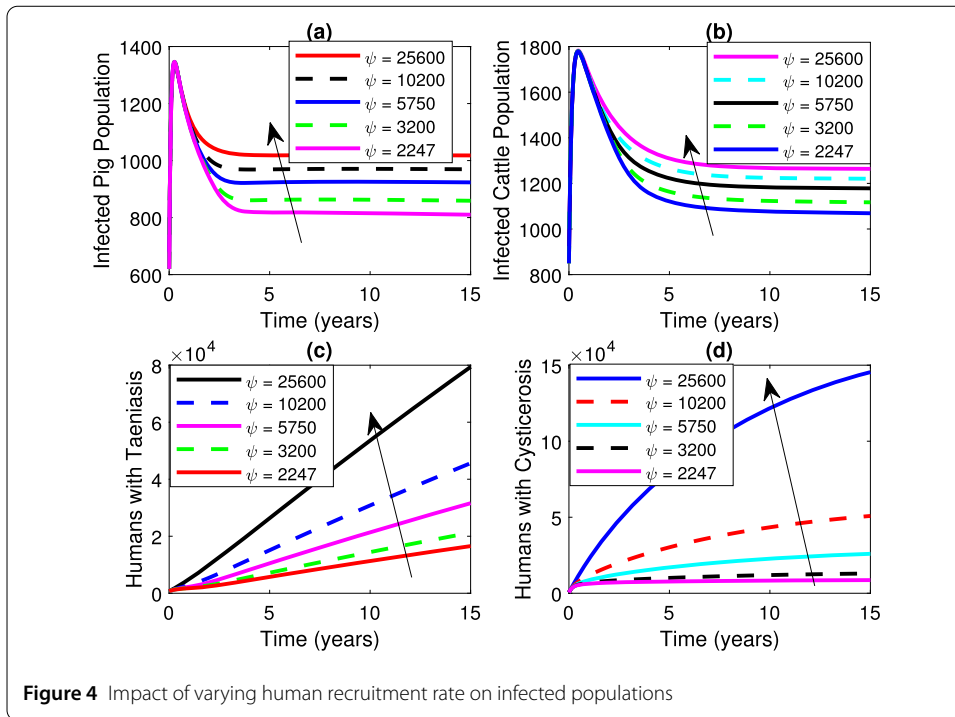 (a)
1400
1200
1000
800
600
0
5
10
15
Infected Pig Population
Time (years)
ψ = 25600
ψ = 10200
ψ = 5750
ψ = 3200
ψ = 2247
(b)
1800
1600
1400
1200
1000
800
0
5
10
15
Infected Cattle Population
Time (years)
ψ = 25600
ψ = 10200
ψ = 5750
ψ = 3200
ψ = 2247
(c)
×10^4
8
6
4
2
0
0
5
10
15
Humans with Taeniasis
Time (years)
ψ = 25600
ψ = 10200
ψ = 5750
ψ = 3200
ψ = 2247
(d)
×10^4
15
10
5
0
0
5
10
15
Humans with Cysticerosis
Time (years)
ψ = 25600
ψ = 10200
ψ = 5750
ψ = 3200
ψ = 2247
Figure 4 Impact of varying human recruitment rate on infected populations